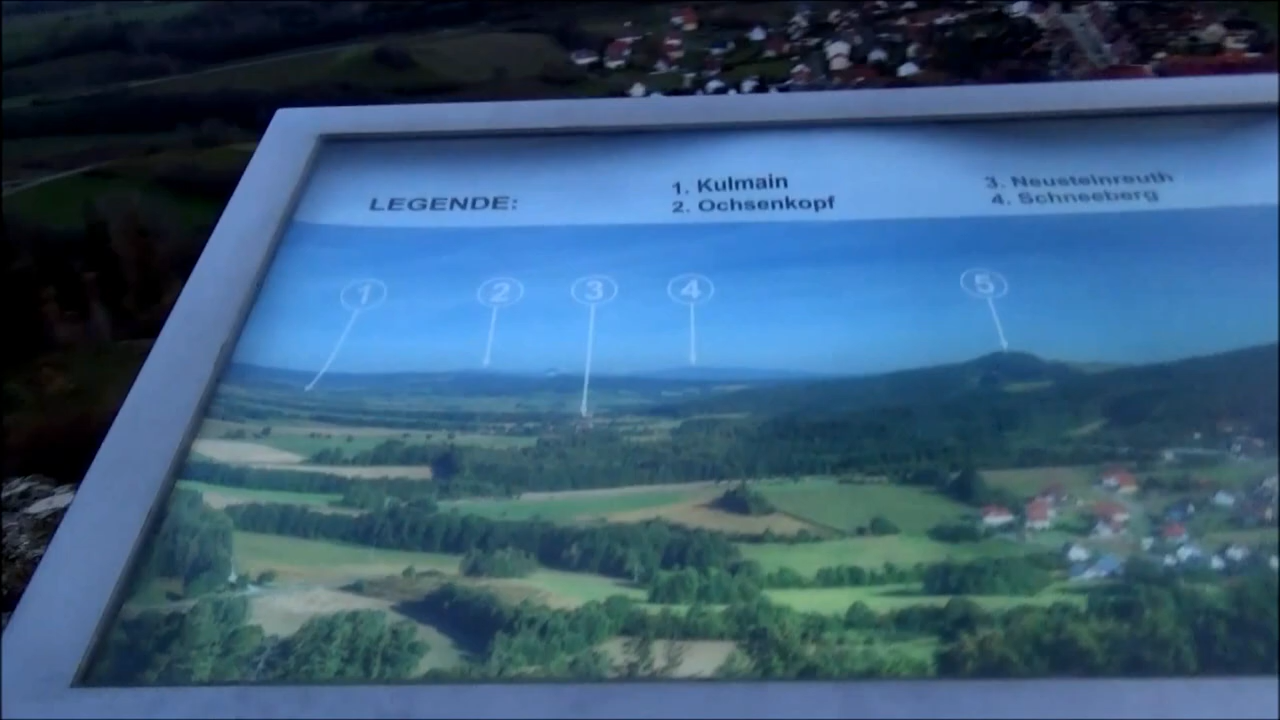 LEGENDE:
1. Kulmain
2. Ochsenkopf
3. Neusteinreuth
4. Schneeberg
1 2 3 4 5